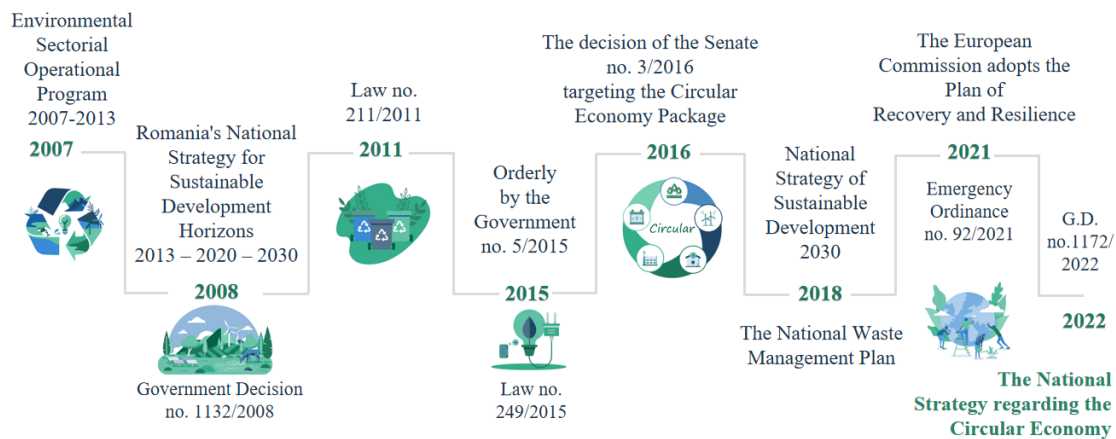 Environmental
Sectorial
Operational
Program
2007-2013
2007
Romania's National
Strategy for
Sustainable
Development
Horizons
2013 – 2020 – 2030
2008
Government Decision
no. 1132/2008
Law no.
211/2011
2011
Orderly
by the
Government
no. 5/2015
2015
Law no.
249/2015
The decision of the Senate
no. 3/2016
targeting the Circular
Economy Package
2016
Circular
National
Strategy of
Sustainable
Development
2030
2018
The National Waste
Management Plan
The European
Commission adopts the
Plan of
Recovery and Resilience
2021
Emergency
Ordinance
no. 92/2021
G.D.
no.1172/
2022
2022
The National
Strategy regarding the
Circular Economy